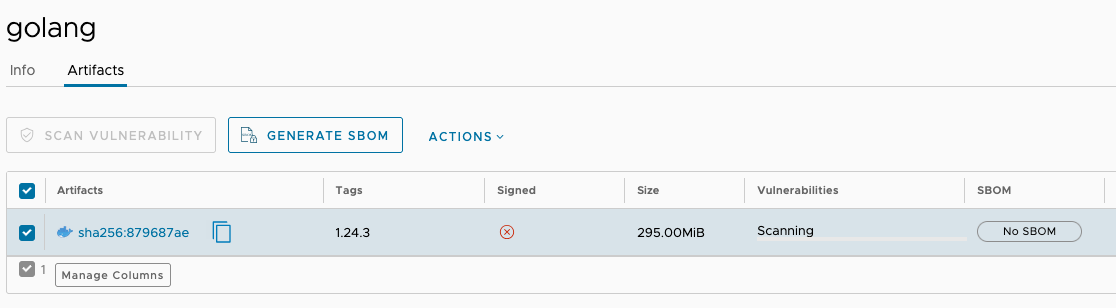 golang
Info Artifacts
SCAN VULNERABILITY GENERATE SBOM ACTIONS
Artifacts Tags Signed Size Vulnerabilities SBOM
sha256:879687ae 1.24.3 295.00MiB Scanning No SBOM
1 Manage Columns